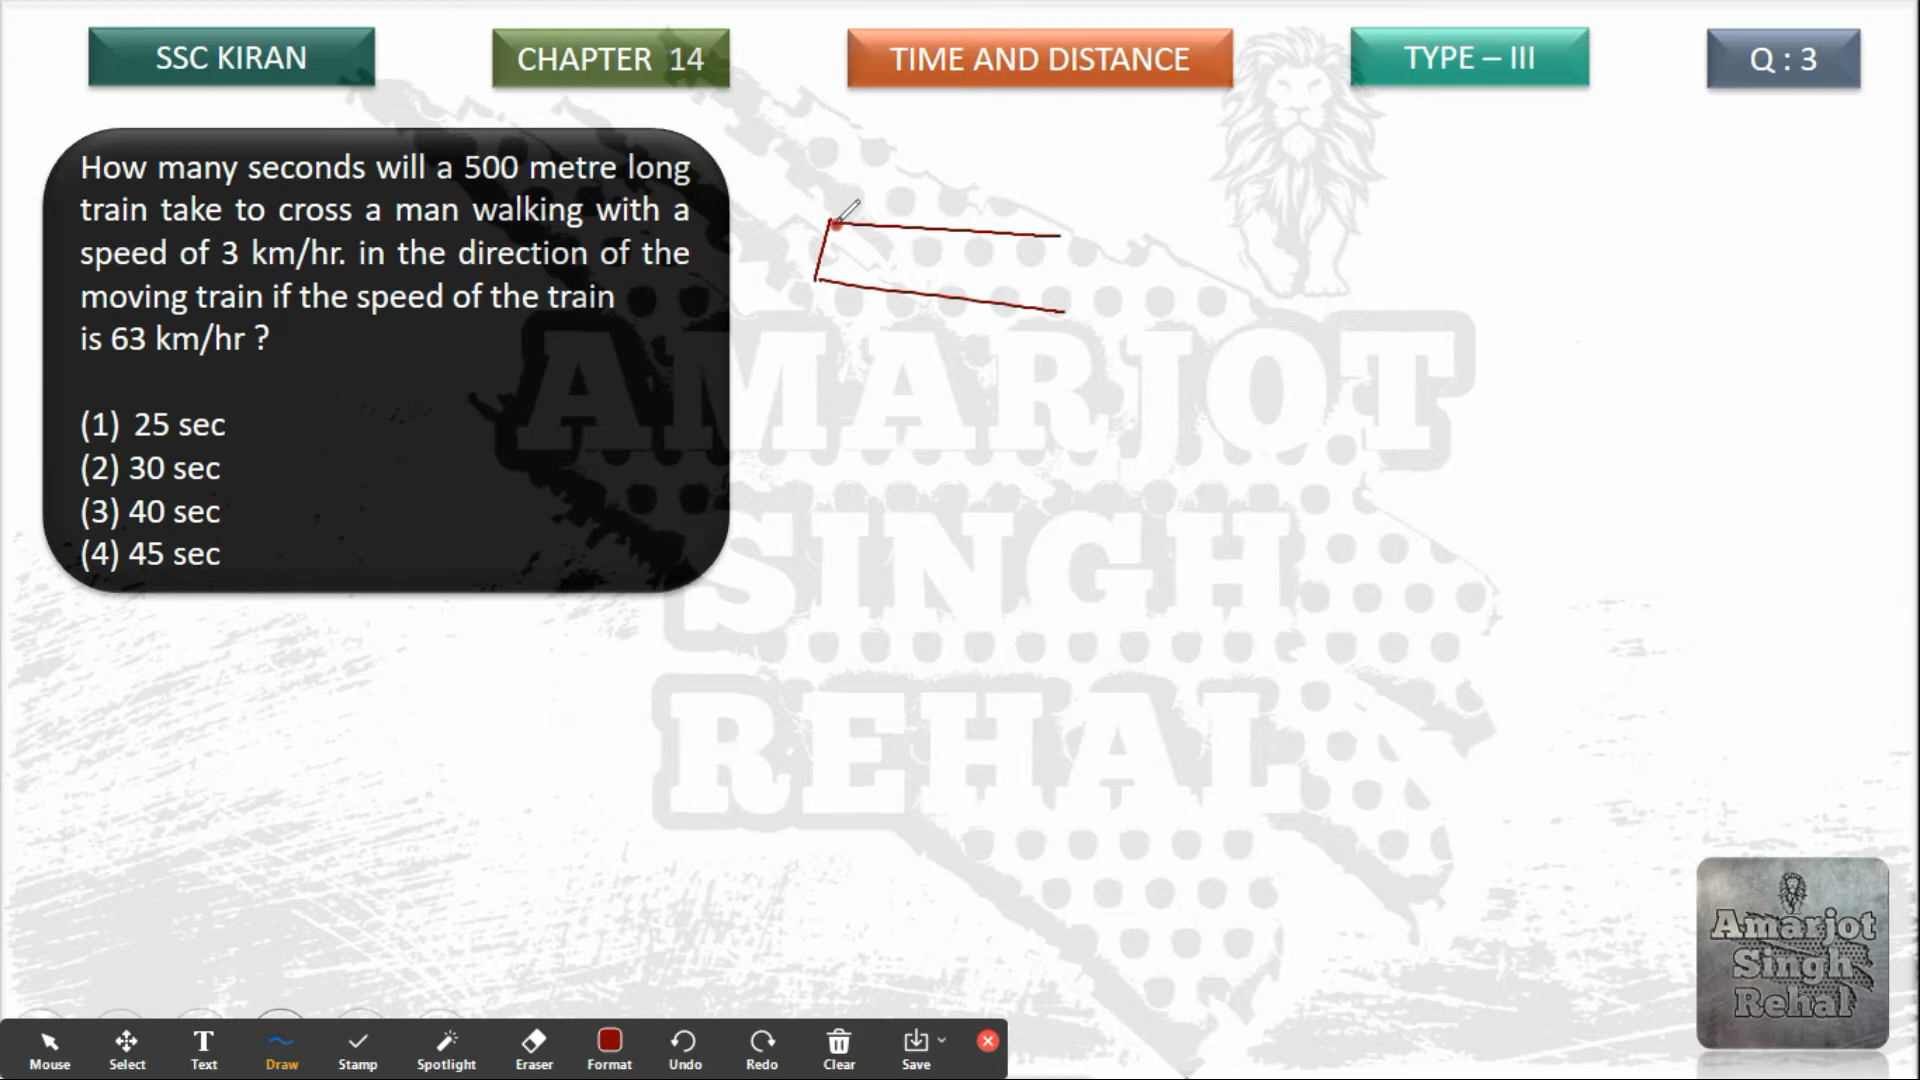 SSC KIRAN
CHAPTER 14
TIME AND DISTANCE
TYPE – III
Q : 3
How many seconds will a 500 metre long
train take to cross a man walking with a
speed of 3 km/hr. in the direction of the
moving train if the speed of the train
is 63 km/hr ?
(1) 25 sec
(2) 30 sec
(3) 40 sec
(4) 45 sec
AMARJOT
SINGH
REHAL
Amarjot
Singh
Rehal
Mouse
Select
Text
Draw
Stamp
Spotlight
Eraser
Format
Undo
Redo
Clear
Save